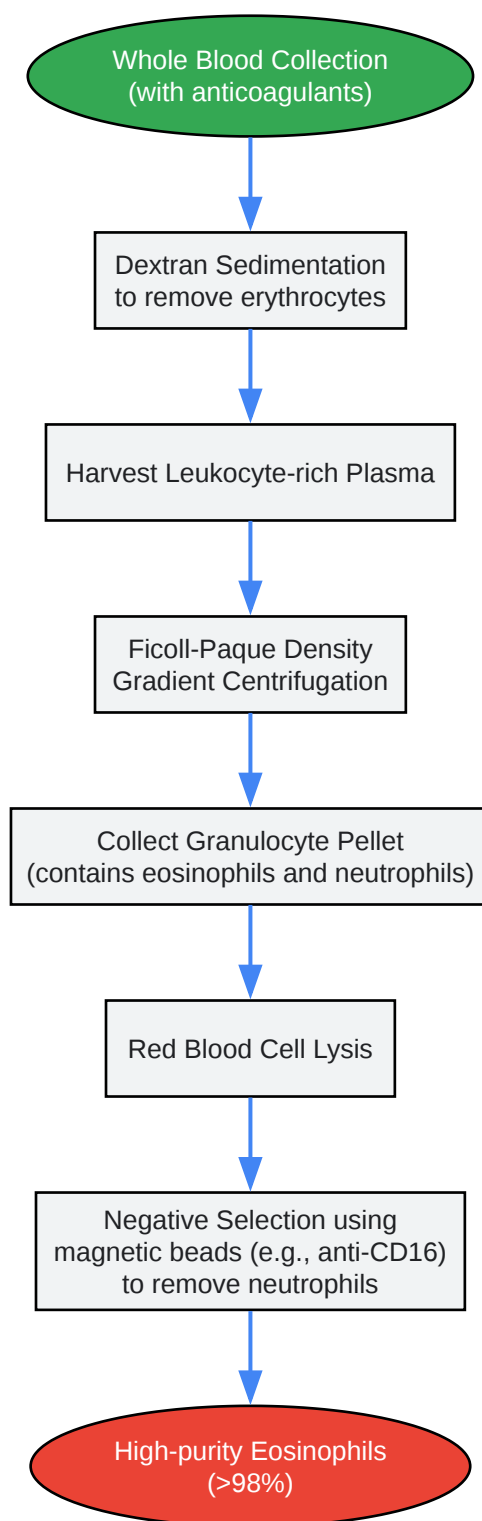 Whole Blood Collection
(with anticoagulants)
Dextran Sedimentation
to remove erythrocytes
Harvest Leukocyte-rich Plasma
Ficoll-Paque Density
Gradient Centrifugation
Collect Granulocyte Pellet
(contains eosinophils and neutrophils)
Red Blood Cell Lysis
Negative Selection using
magnetic beads (e.g., anti-CD16)
to remove neutrophils
High-purity Eosinophils
(>98%)